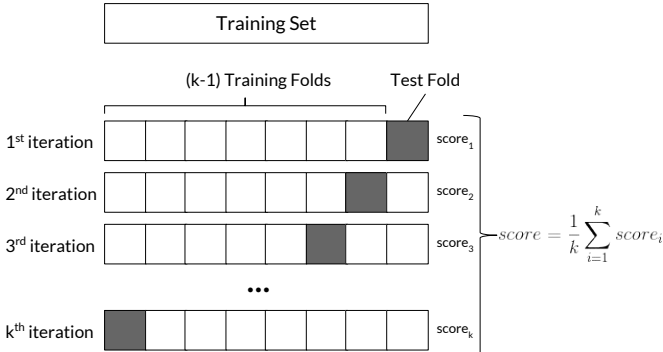 Training Set
(k-1) Training Folds
Test Fold
1st iteration
score1
2nd iteration
score2
3rd iteration
score3
...
kth iteration
scorek
score = 1/k ∑ i=1 k scorei